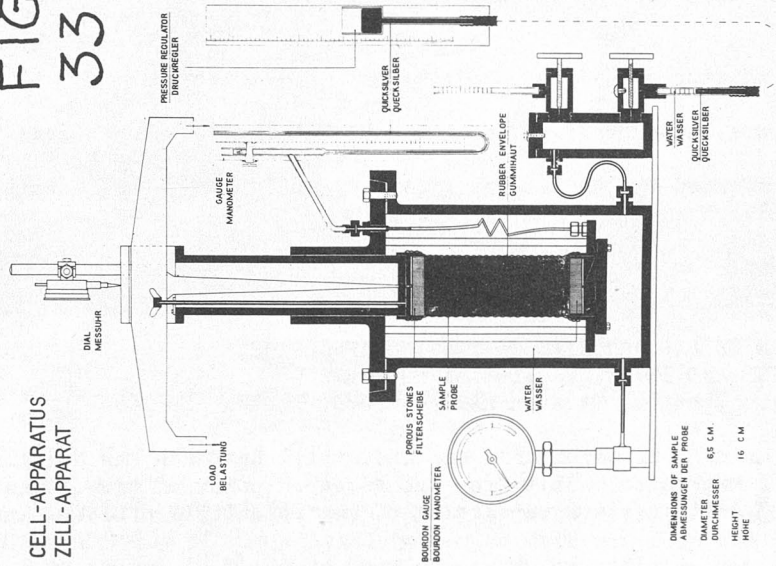 FIG
33
CELL-APPARATUS
ZELL-APPARAT
DIAL
MESSUHR
LOAD
BELASTUNG
PRESSURE REGULATOR
DRUCKREGLER
GAUGE
MANOMETER
QUICKSILVER
QUECKSILBER
RUBBER ENVELOPE
GUMMIHAUT
WATER
WASSER
QUICKSILVER
QUECKSILBER
POROUS STONES
FILTERSCHEIBE
SAMPLE
PROBE
WATER
WASSER
BOURDON GAUGE
BOURDON MANOMETER
DIMENSIONS OF SAMPLE
ABMESSUNGEN DER PROBE
DIAMETER
DURCHMESSER 6,5 C M.
HEIGHT
HÖHE 16 C M